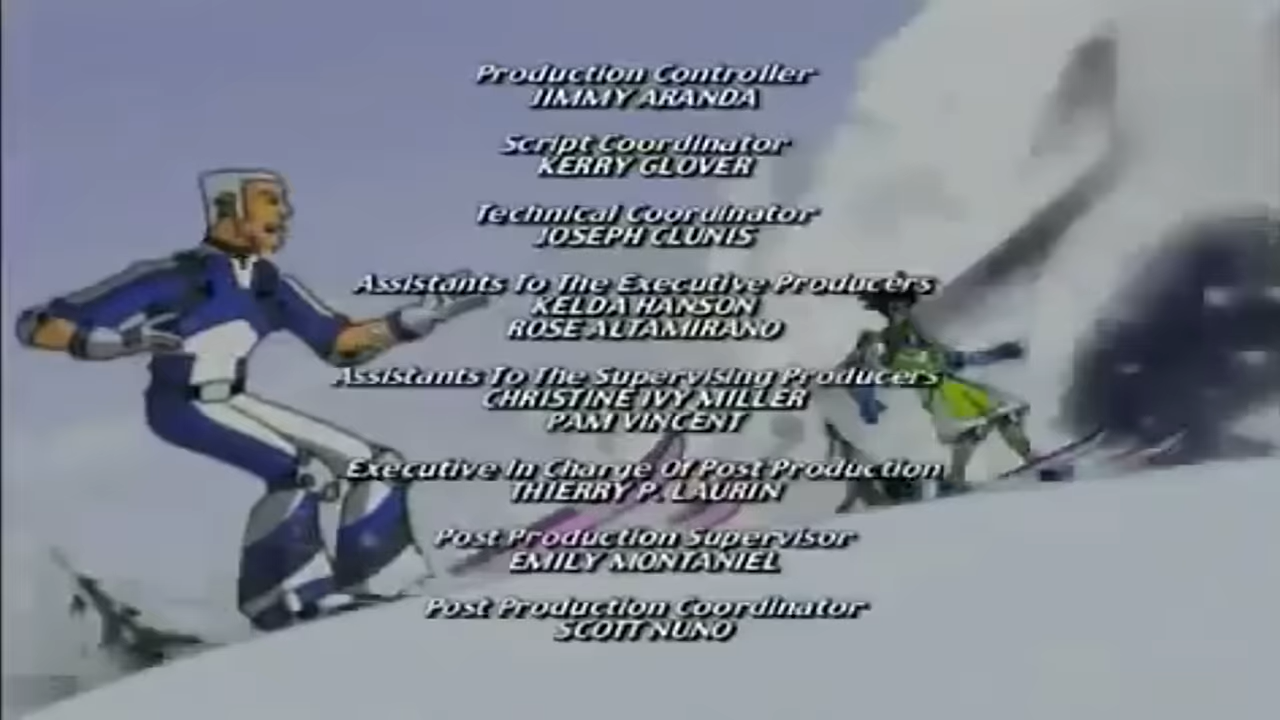 Production Controller
JIMMY ARANDA
Script Coordinator
KERRY GLOVER
Technical Coordinator
JOSEPH CLUNIS
Assistants To The Executive Producers
KELDA HANSON
ROSE ALTAMIRANO
Assistants To The Supervising Producers
CHRISTINE IVY MILLER
PAM VINCENT
Executive In Charge Of Post Production
THIERRY P. LAURIN
Post Production Supervisor
EMILY MONTANIEL
Post Production Coordinator
SCOTT NUNO